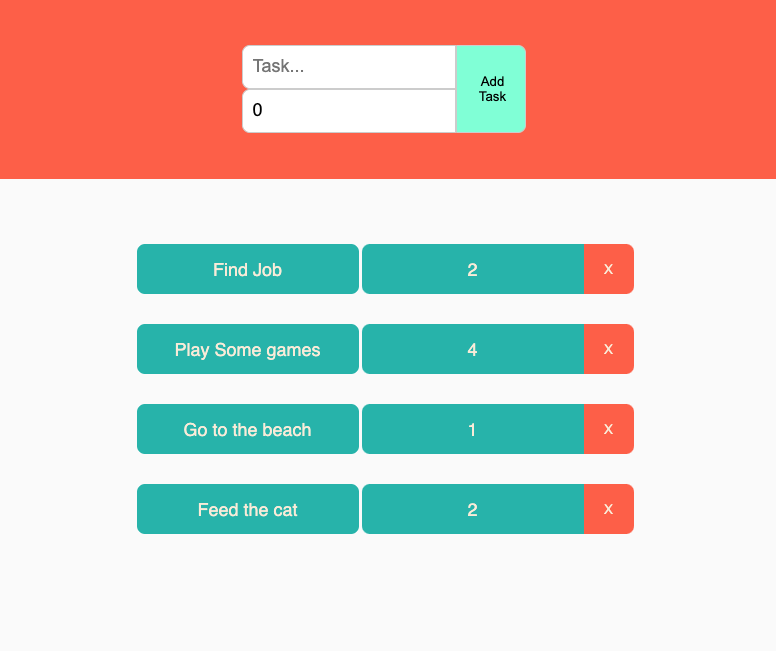 Task...
0
Add
Task
Find Job
2
X
Play Some games
4
X
Go to the beach
1
X
Feed the cat
2
X